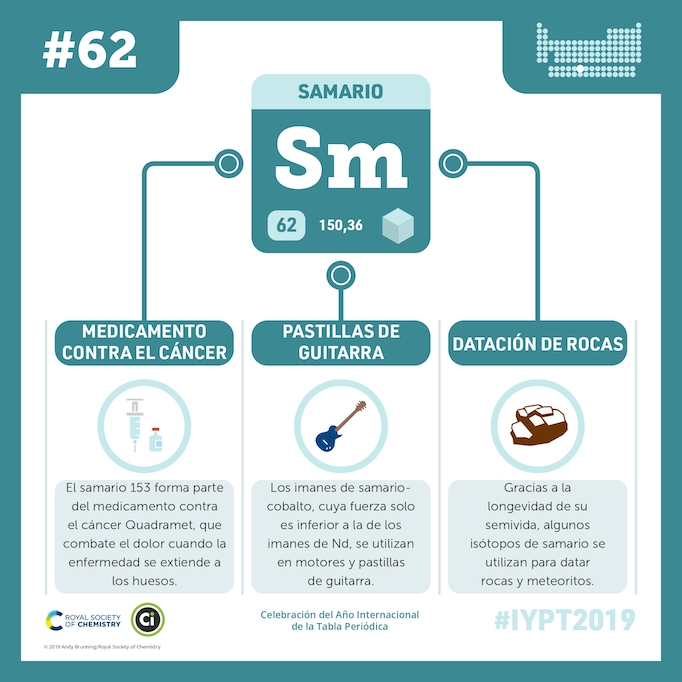 #62
SAMARIO
Sm
62
150,36
MEDICAMENTO
CONTRA EL CÁNCER
El samario 153 forma parte
del medicamento contra
el cáncer Quadramet, que
combate el dolor cuando la
enfermedad se extiende a
los huesos.
PASTILLAS DE
GUITARRA
Los imanes de samario-
cobalto, cuya fuerza solo
es inferior a la de los
imanes de Nd, se utilizan
en motores y pastillas
de guitarra.
DATACIÓN DE ROCAS
Gracias a la
longevidad de su
semivida, algunos
isótopos de samario se
utilizan para datar
rocas y meteoritos.
ROYAL SOCIETY
OF CHEMISTRY
Ci
Celebración del Año Internacional
de la Tabla Periódica
#IYPT2019
© 2019 Andy Brunning/Royal Society of Chemistry